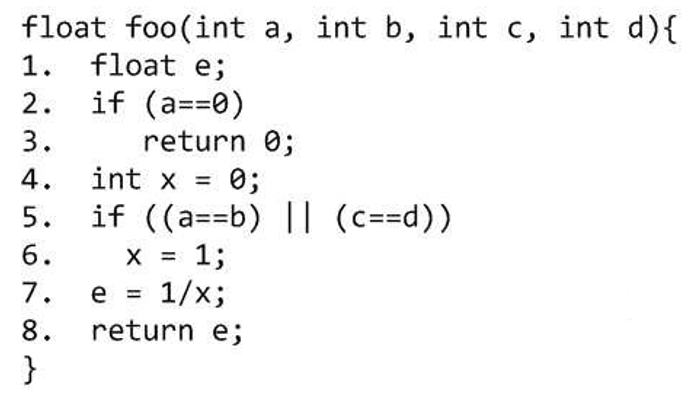 float foo(int a, int b, int c, int d){
1. float e;
2. if (a==0)
3. return 0;
4. int x = 0;
5. if ((a==b) || (c==d))
6. x = 1;
7. e = 1/x;
8. return e;
}